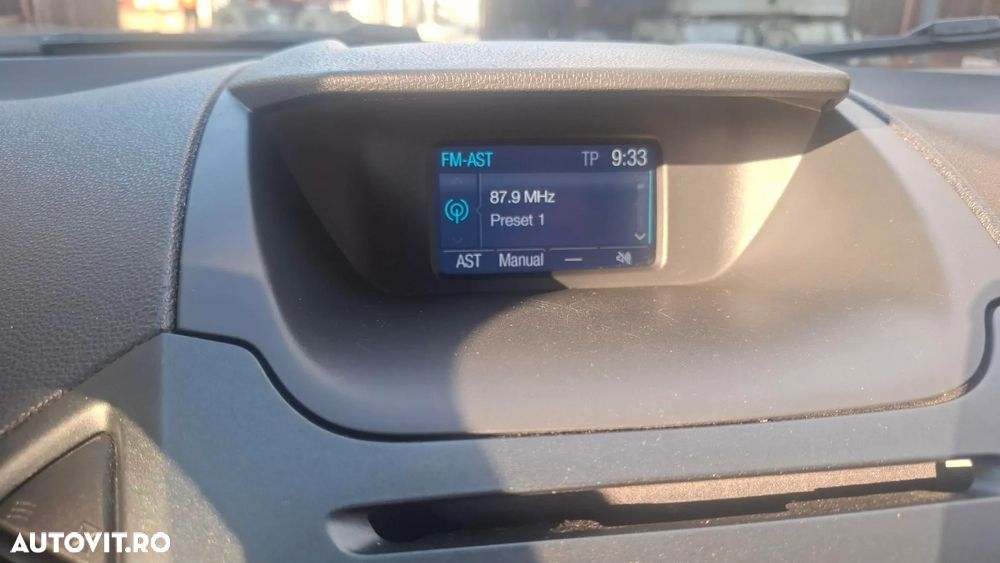 FM-AST TP 9:33
87.9 MHz
Preset 1
AST Manual —
AUTOVIT.RO